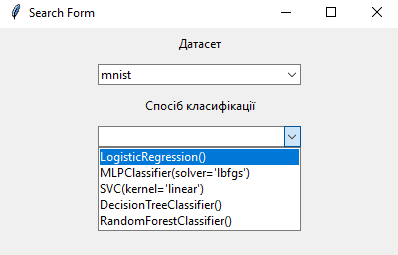 Search Form
Датасет
mnist
Спосіб класифікації
LogisticRegression()
MLPClassifier(solver='lbfgs')
SVC(kernel='linear')
DecisionTreeClassifier()
RandomForestClassifier()